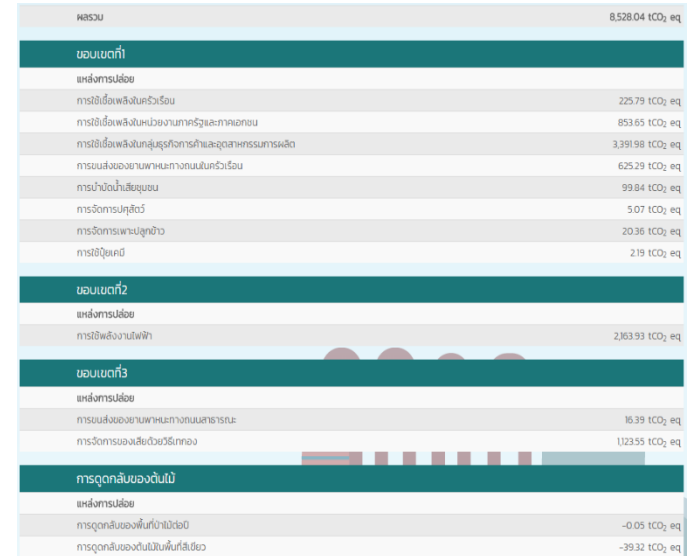 ผลรวม 8,528.04 tCO₂ eq
ขอบเขตที่1
แหล่งการปล่อย
การใช้เชื้อเพลิงในครัวเรือน 225.79 tCO₂ eq
การใช้เชื้อเพลิงในหน่วยงานภาครัฐและภาคเอกชน 853.65 tCO₂ eq
การใช้เชื้อเพลิงในกลุ่มธุรกิจการค้าและอุตสาหกรรมการผลิต 3,391.98 tCO₂ eq
การขนส่งของยานพาหนะทางถนนในครัวเรือน 625.29 tCO₂ eq
การบำบัดน้ำเสียชุมชน 99.84 tCO₂ eq
การจัดการปศุสัตว์ 5.07 tCO₂ eq
การจัดการเพาะปลูกข้าว 20.36 tCO₂ eq
การใช้ปุ๋ยเคมี 2.19 tCO₂ eq
ขอบเขตที่2
แหล่งการปล่อย
การใช้พลังงานไฟฟ้า 2,163.93 tCO₂ eq
ขอบเขตที่3
แหล่งการปล่อย
การขนส่งของยานพาหนะทางถนนสาธารณะ 16.39 tCO₂ eq
การจัดการของเสียด้วยวิธีเทกอง 1,123.55 tCO₂ eq
การดูดกลับของต้นไม้
แหล่งการปล่อย
การดูดกลับของพื้นที่ป่าไม้ต่อปี -0.05 tCO₂ eq
การดูดกลับของต้นไม้ในพื้นที่สีเขียว -39.32 tCO₂ eq